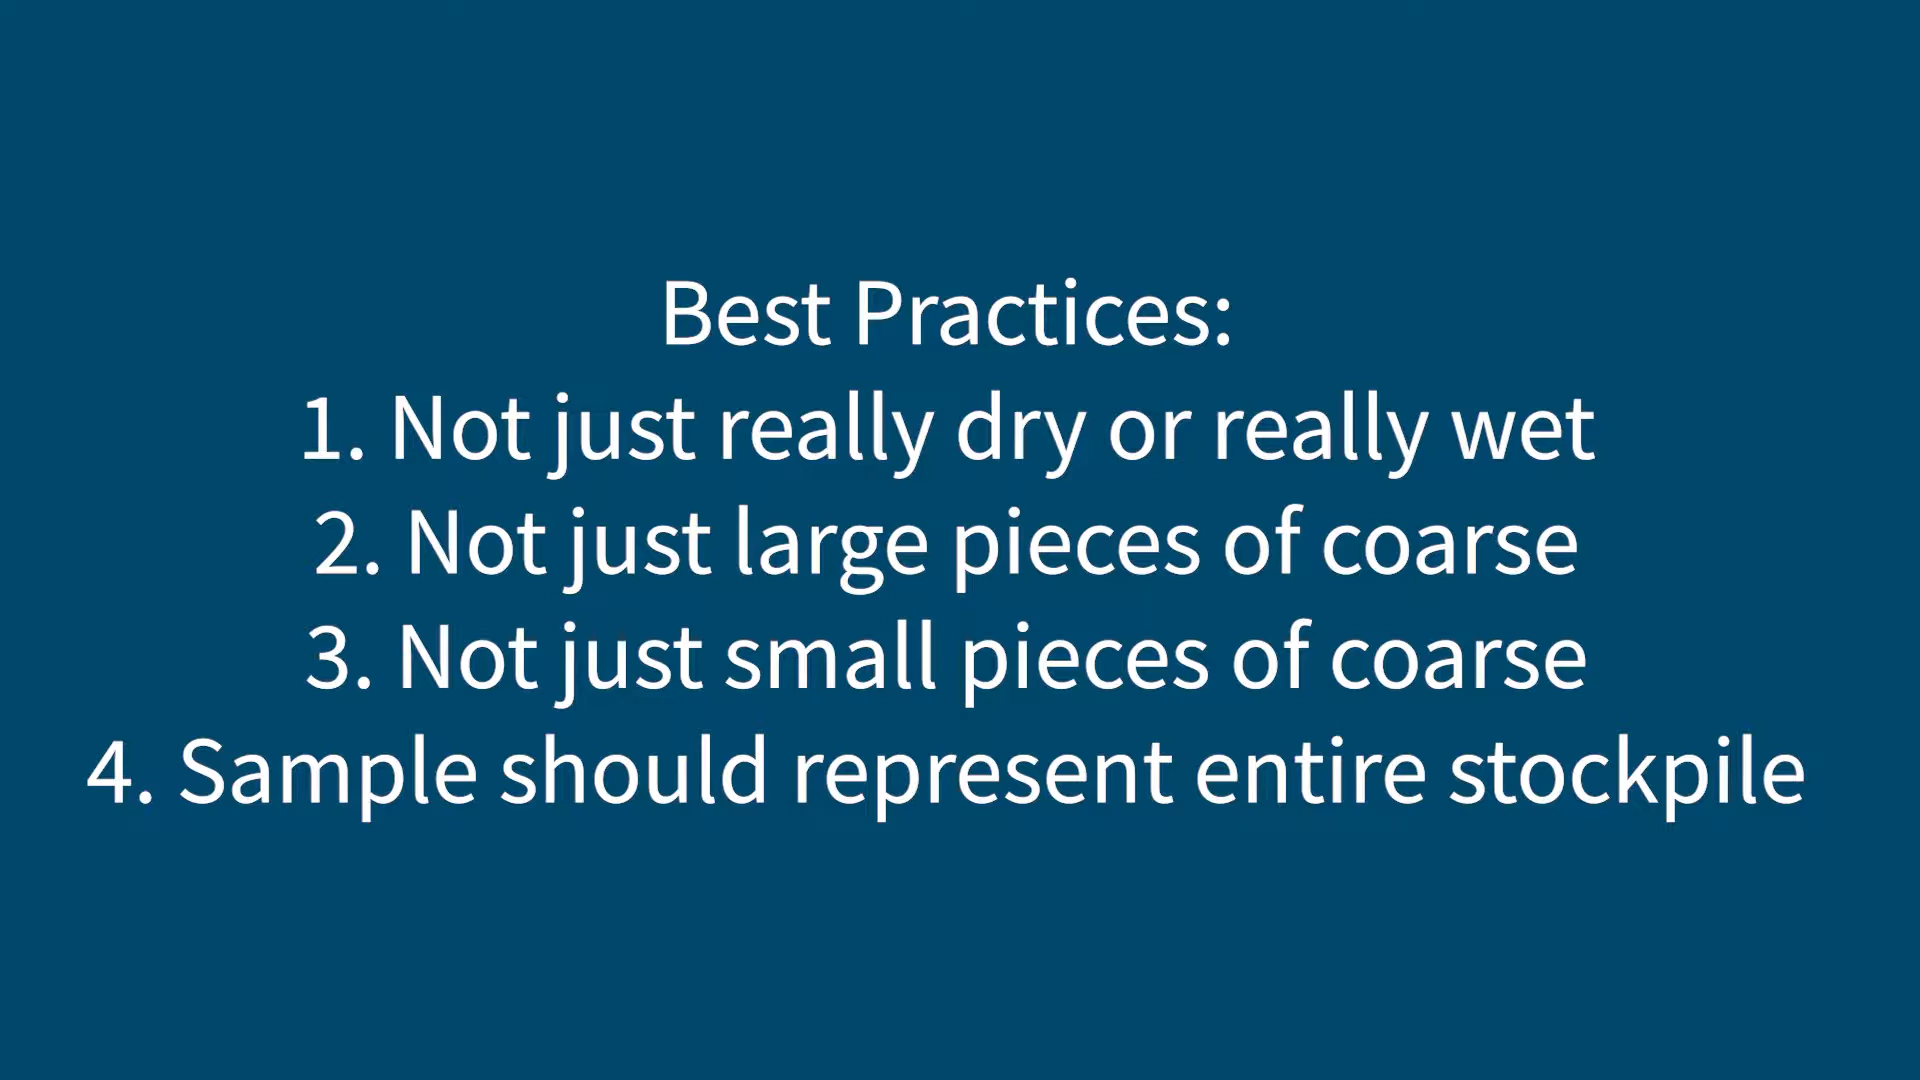 Best Practices:
1. Not just really dry or really wet
2. Not just large pieces of coarse
3. Not just small pieces of coarse
4. Sample should represent entire stockpile